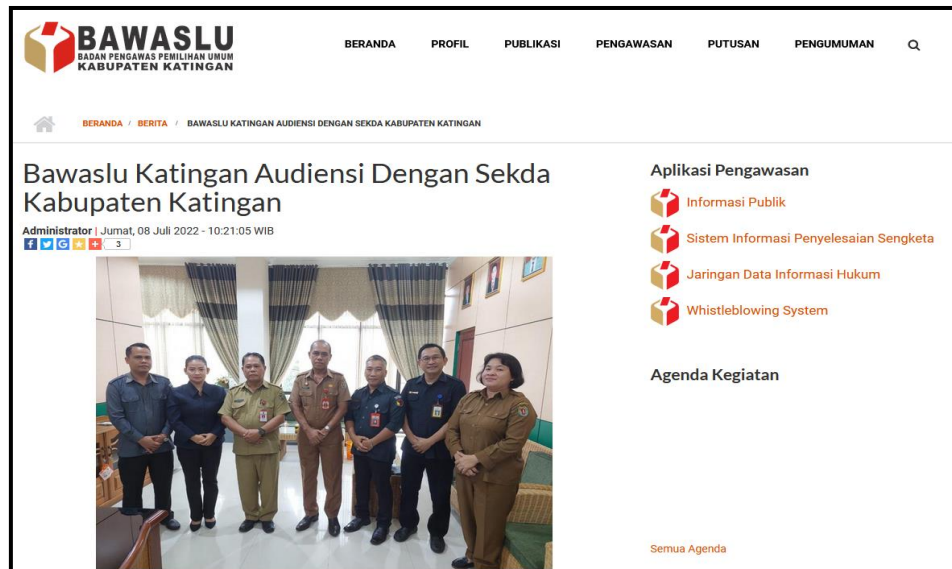 BAWASLU
BADAN PENGAWAS PEMILIHAN UMUM
KABUPATEN KATINGAN
BERANDA PROFIL PUBLIKASI PENGAWASAN PUTUSAN PENGUMUMAN
BERANDA / BERITA / BAWASLU KATINGAN AUDIENSI DENGAN SEKDA KABUPATEN KATINGAN
Bawaslu Katingan Audiensi Dengan Sekda
Kabupaten Katingan
Administrator | Jumat, 08 Juli 2022 - 10:21:05 WIB
3
Aplikasi Pengawasan
Informasi Publik
Sistem Informasi Penyelesaian Sengketa
Jaringan Data Informasi Hukum
Whistleblowing System
Agenda Kegiatan
Semua Agenda